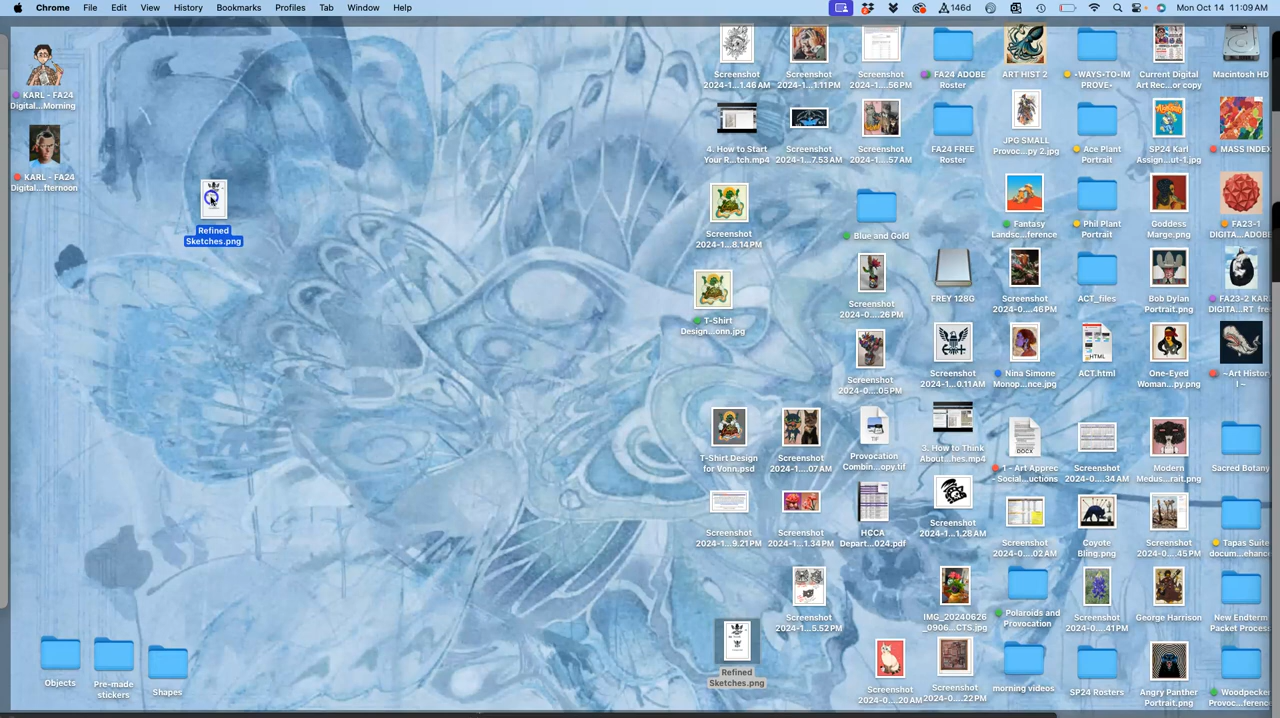 Chrome File Edit View History Bookmarks Profiles Tab Window Help
146d Mon Oct 14 11:09 AM
KARL - FA24
Digital...Morning
KARL - FA24
Digital...fternoon
Refined
Sketches.png
Objects
Pre-made
stickers
Shapes
Screenshot
2024-1...1.46 AM
Screenshot
2024-1...1.11 PM
Screenshot
2024-1....56 PM
FA24 ADOBE
Roster
ART HIST 2
•WAYS•TO•IM
PROVE•
Current Digital
Art Rec...or copy
Macintosh HD
4. How to Start
Your R...tch.mp4
Screenshot
2024-1...7.53 AM
Screenshot
2024-1....57 AM
FA24 FREE
Roster
JPG SMALL
Provoc...py 2.jpg
Ace Plant
Portrait
SP24 Karl
Assign...ut-1.jpg
MASS INDEX
Screenshot
2024-1...8.14 PM
Blue and Gold
Fantasy
Landsc...ference
Phil Plant
Portrait
Goddess
Marge.png
FA23-1
DIGITA...ADOBE
T-Shirt
Design...onn.jpg
Screenshot
2024-0....26 PM
FREY 128G
Screenshot
2024-0....46 PM
ACT_files
Bob Dylan
Portrait.png
FA23-2 KARL
DIGITA...RT_free
Screenshot
2024-0....05 PM
Screenshot
2024-1...0.11 AM
Nina Simone
Monop...nce.jpg
HTML
ACT.html
One-Eyed
Woman...py.png
~Art History
I ~
T-Shirt Design
for Vonn.psd
Screenshot
2024-1....07 AM
TIF
Provocation
Combin...opy.tif
3. How to Think
About...hes.mp4
DOCX
1 - Art Apprec
- Social...uctions
Screenshot
2024-0....34 AM
Modern
Medus...rait.png
Sacred Botany
Screenshot
2024-1...9.21 PM
Screenshot
2024-1...1.34 PM
HCCA
Depart...024.pdf
Screenshot
2024-1...1.28 AM
Screenshot
2024-0....02 AM
Coyote
Bling.png
Screenshot
2024-0....45 PM
Tapas Suite
docum...ehance
Screenshot
2024-1...5.52 PM
IMG_20240626
_0906...CTS.jpg
Polaroids and
Provocation
Screenshot
2024-0....41 PM
George Harrison
New Endterm
Packet Process
Refined
Sketches.png
Screenshot
2024-0....20 AM
Screenshot
2024-0....22 PM
morning videos
SP24 Rosters
Angry Panther
Portrait.png
Woodpecker
Provoc...ference